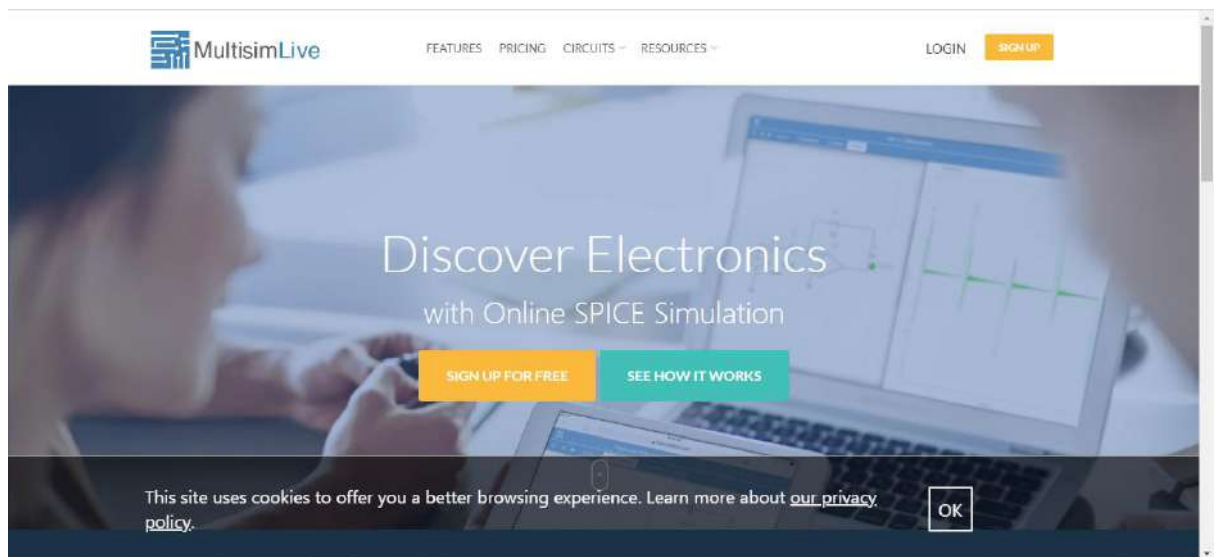 MultisimLive
FEATURES PRICING CIRCUITS RESOURCES
LOGIN
SIGN UP
Discover Electronics
with Online SPICE Simulation
SIGN UP FOR FREE
SEE HOW IT WORKS
This site uses cookies to offer you a better browsing experience. Learn more about our privacy
policy.
OK